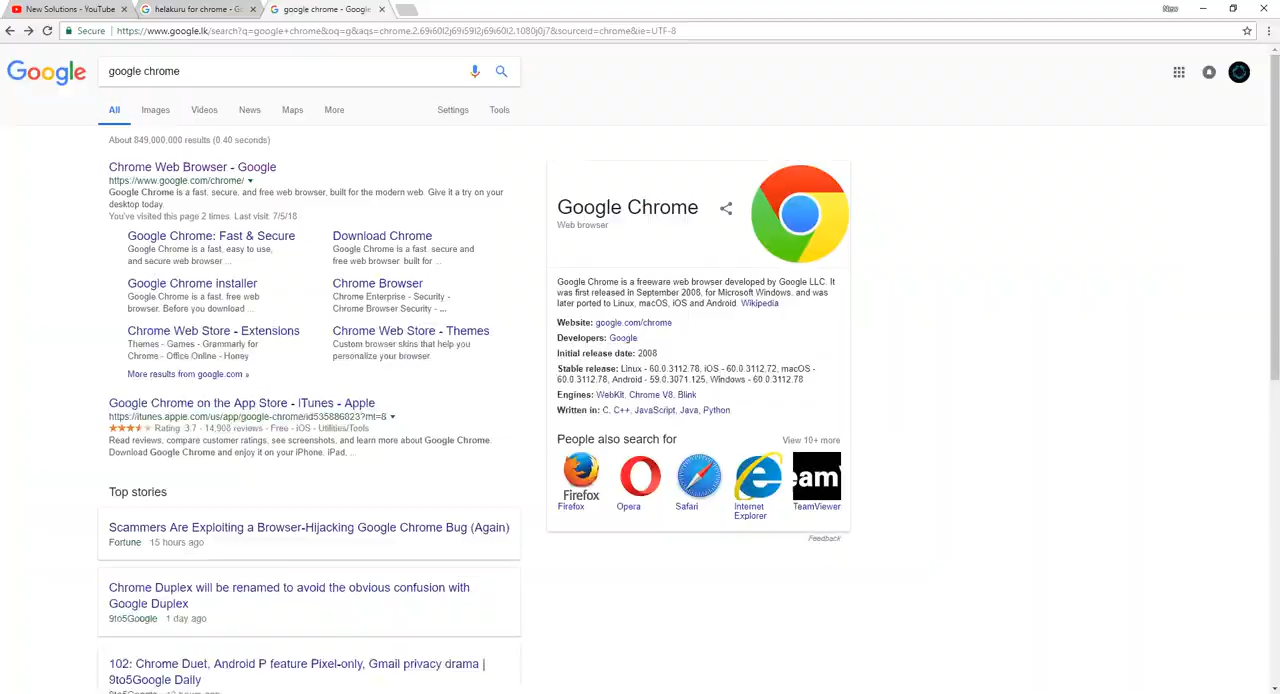 New Solutions - YouTube
helakuru for chrome - Go
google chrome - Google
Secure
https://www.google.lk/search?q=google+chrome&oq=g&aqs=chrome.2.69i60l2j69i59l2j69i60l2.1080j0j7&sourceid=chrome&ie=UTF-8
Google
google chrome
All Images Videos News Maps More Settings Tools
About 849,000,000 results (0.40 seconds)
Chrome Web Browser - Google
https://www.google.com/chrome/
Google Chrome is a fast, secure, and free web browser, built for the modern web. Give it a try on your
desktop today.
You've visited this page 2 times. Last visit: 7/5/18
Google Chrome: Fast & Secure
Google Chrome is a fast, easy to use,
and secure web browser ...
Download Chrome
Google Chrome is a fast, secure and
free web browser built for ...
Google Chrome installer
Google Chrome is a fast, free web
browser. Before you download ...
Chrome Browser
Chrome Enterprise - Security -
Chrome Browser Security - ...
Chrome Web Store - Extensions
Themes - Games - Grammarly for
Chrome - Office Online - Honey
Chrome Web Store - Themes
Custom browser skins that help you
personalize your browser.
More results from google.com »
Google Chrome on the App Store - iTunes - Apple
https://itunes.apple.com/us/app/google-chrome/id535886823?mt=8
Rating: 3.7 - 14,908 reviews - Free - iOS - Utilities/Tools
Read reviews, compare customer ratings, see screenshots, and learn more about Google Chrome.
Download Google Chrome and enjoy it on your iPhone, iPad, ...
Top stories
Scammers Are Exploiting a Browser-Hijacking Google Chrome Bug (Again)
Fortune 15 hours ago
Chrome Duplex will be renamed to avoid the obvious confusion with
Google Duplex
9to5Google 1 day ago
102: Chrome Duet, Android P feature Pixel-only, Gmail privacy drama |
9to5Google Daily
Google Chrome
Web browser
Google Chrome is a freeware web browser developed by Google LLC. It
was first released in September 2008, for Microsoft Windows, and was
later ported to Linux, macOS, iOS and Android. Wikipedia
Website: google.com/chrome
Developers: Google
Initial release date: 2008
Stable release: Linux - 60.0.3112.78, iOS - 60.0.3112.72, macOS -
60.0.3112.78, Android - 59.0.3071.125, Windows - 60.0.3112.78
Engines: WebKit, Chrome V8, Blink
Written in: C, C++, JavaScript, Java, Python
People also search for
View 10+ more
Firefox
Firefox
Opera
Safari
Internet
Explorer
TeamViewer
Feedback